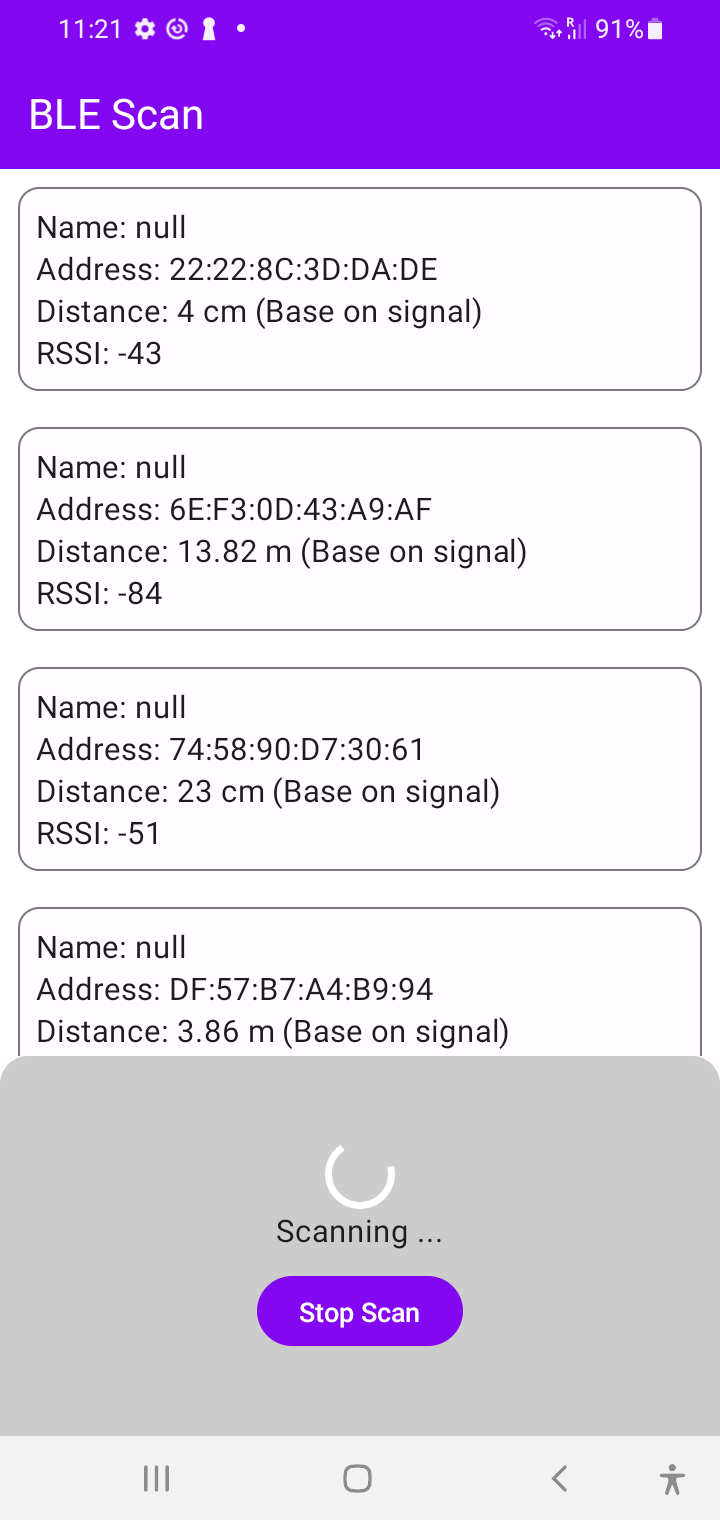 11:21
R
91%
BLE Scan
Name: null
Address: 22:22:8C:3D:DA:DE
Distance: 4 cm (Base on signal)
RSSI: -43
Name: null
Address: 6E:F3:0D:43:A9:AF
Distance: 13.82 m (Base on signal)
RSSI: -84
Name: null
Address: 74:58:90:D7:30:61
Distance: 23 cm (Base on signal)
RSSI: -51
Name: null
Address: DF:57:B7:A4:B9:94
Distance: 3.86 m (Base on signal)
Scanning ...
Stop Scan